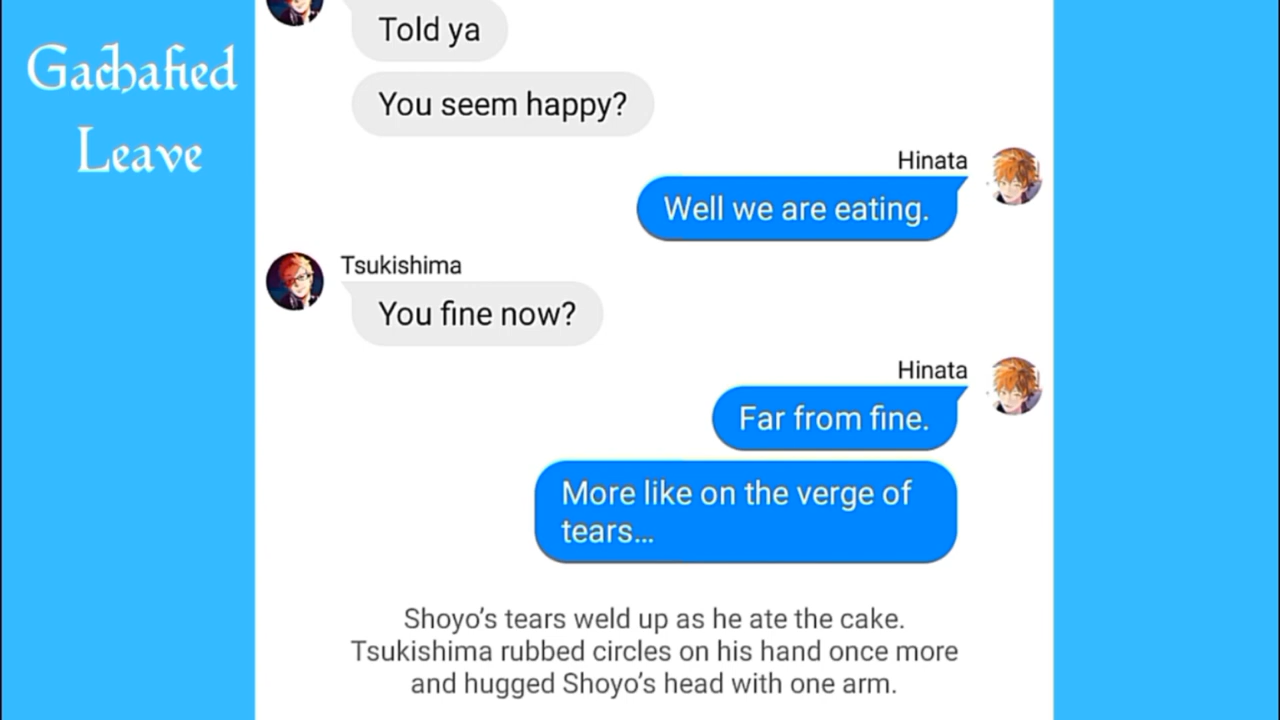 Gachafied
Leave
Told ya
You seem happy?
Hinata
Well we are eating.
Tsukishima
You fine now?
Hinata
Far from fine.
More like on the verge of
tears...
Shoyo's tears weld up as he ate the cake.
Tsukishima rubbed circles on his hand once more
and hugged Shoyo's head with one arm.